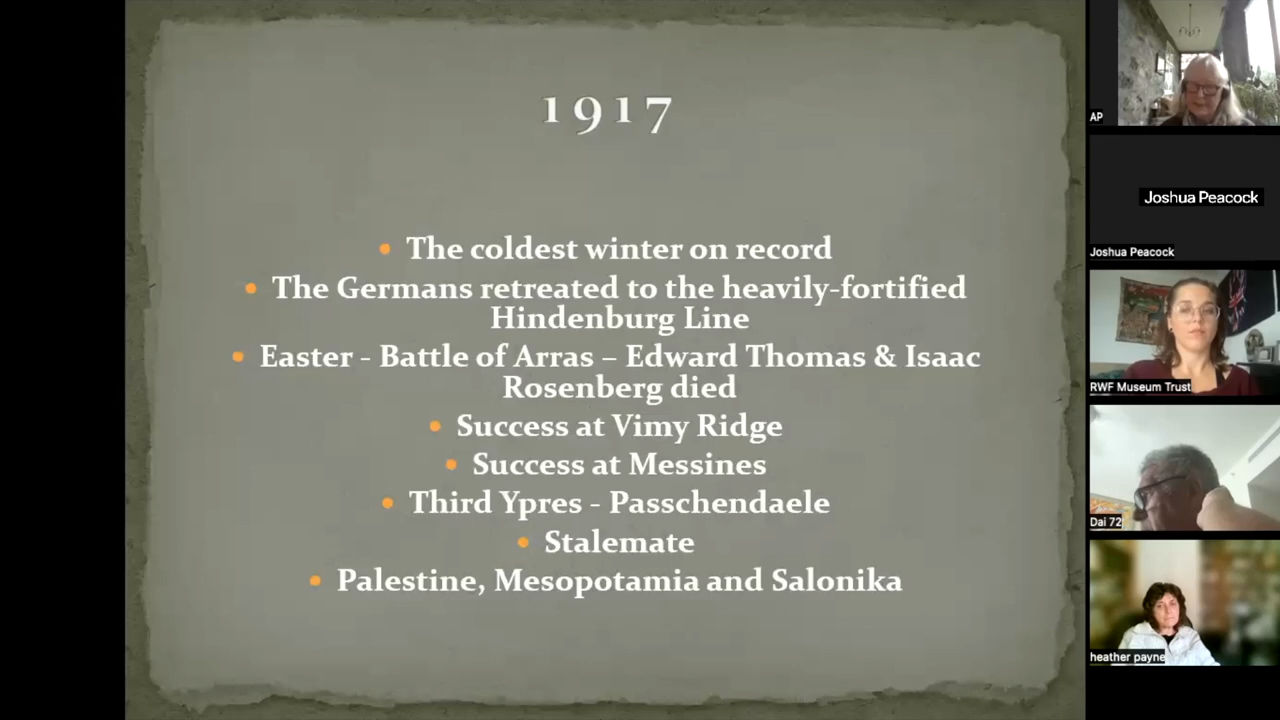 1917
• The coldest winter on record
• The Germans retreated to the heavily-fortified
Hindenburg Line
• Easter - Battle of Arras – Edward Thomas & Isaac
Rosenberg died
• Success at Vimy Ridge
• Success at Messines
• Third Ypres - Passchendaele
• Stalemate
• Palestine, Mesopotamia and Salonika
AP
Joshua Peacock
Joshua Peacock
RWF Museum Trust
Dai 72
heather payne